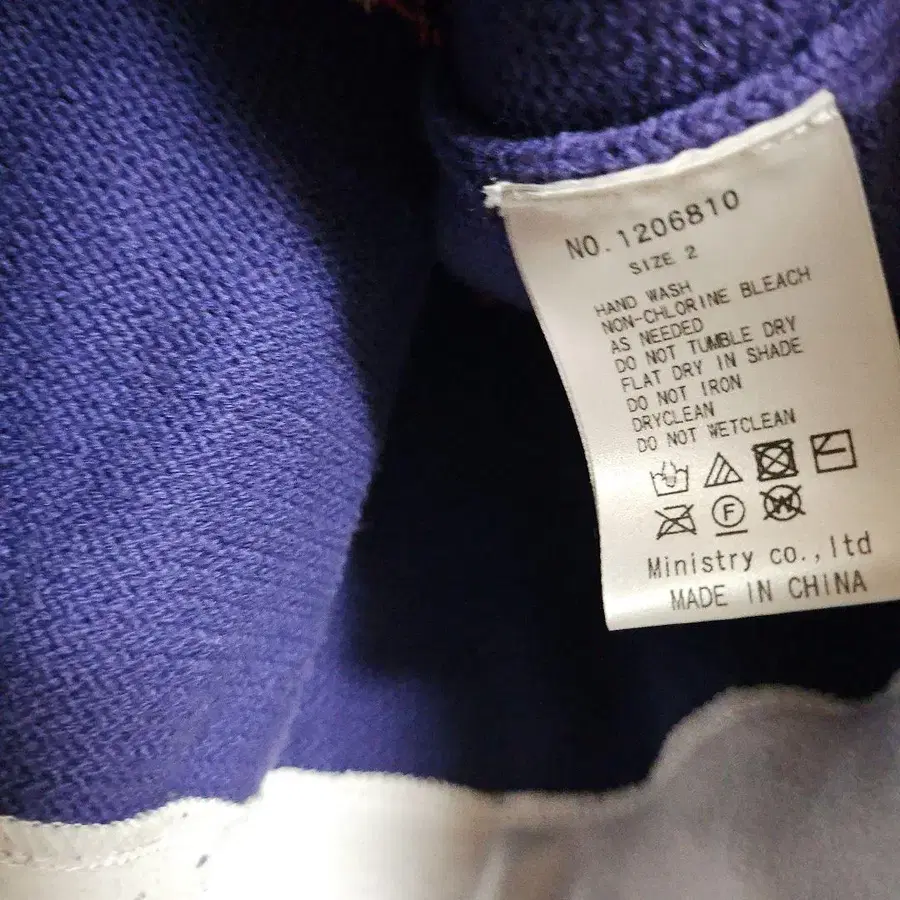 NO.1206810
SIZE 2
HAND WASH
NON-CHLORINE BLEACH
AS NEEDED
DO NOT TUMBLE DRY
FLAT DRY IN SHADE
DO NOT IRON
DRYCLEAN
DO NOT WETCLEAN
F W
Ministry co.,ltd
MADE IN CHINA